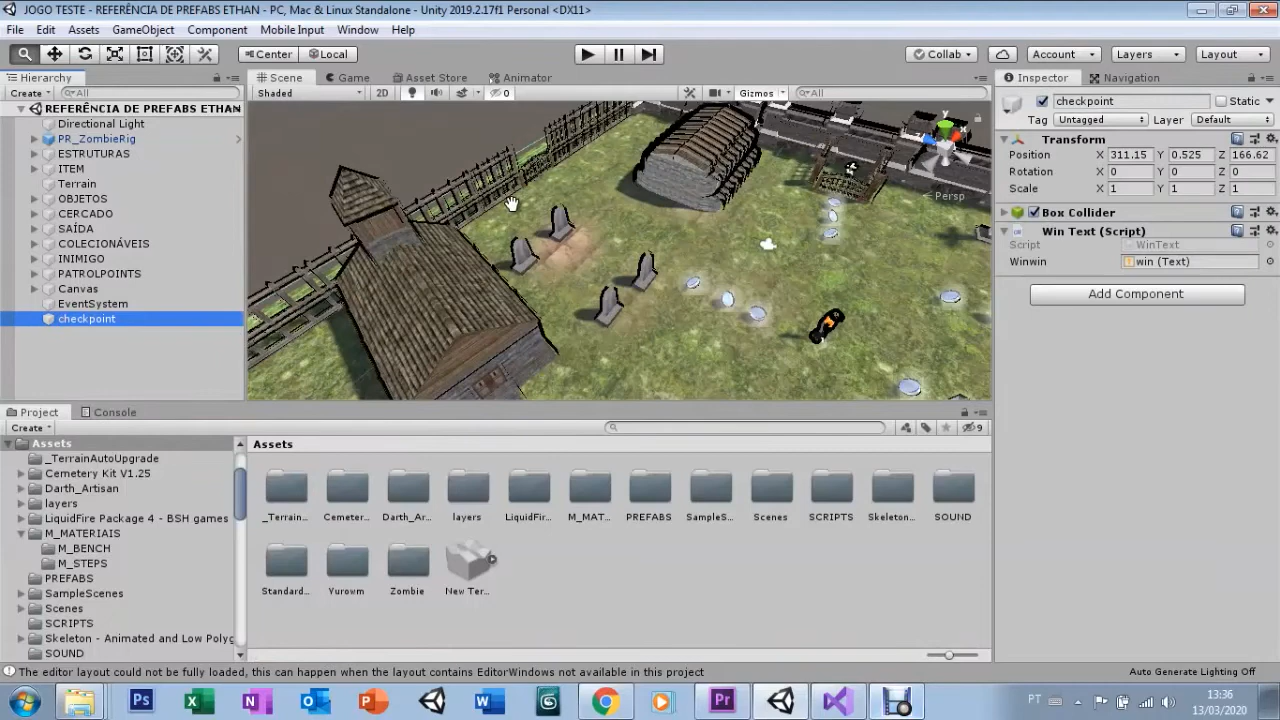 JOGO TESTE - REFERÊNCIA DE PREFABS ETHAN - PC, Mac & Linux Standalone - Unity 2019.2.17f1 Personal <DX11>
File Edit Assets GameObject Component Mobile Input Window Help
Center Local Collab Account Layers Layout
Hierarchy Scene Game Asset Store Animator Inspector Navigation
Create All Shaded 2D 0 Gizmos All checkpoint Static
REFERÊNCIA DE PREFABS ETHAN
Tag Untagged Layer Default
Directional Light
PR_ZombieRig
ESTRUTURAS
ITEM
Terrain
OBJETOS
CERCADO
SAÍDA
COLECIONÁVEIS
INIMIGO
PATROLPOINTS
Canvas
EventSystem
checkpoint
y
x
Persp
Transform
Position X 311.15 Y 0.525 Z 166.62
Rotation X 0 Y 0 Z 0
Scale X 1 Y 1 Z 1
Box Collider
Win Text (Script)
Script WinText
Winwin win (Text)
Add Component
Project Console
Create 9
Assets
_TerrainAutoUpgrade
Cemetery Kit V1.25
Darth_Artisan
layers
LiquidFire Package 4 - BSH games
M_MATERIAIS
M_BENCH
M_STEPS
PREFABS
SampleScenes
Scenes
SCRIPTS
Skeleton - Animated and Low Polyg
SOUND
Assets
_Terrain... Cemeter... Darth_Ar... layers LiquidFir... M_MAT... PREFABS SampleS... Scenes SCRIPTS Skeleton... SOUND
Standard... Vurowm Zombie New Ter...
The editor layout could not be fully loaded, this can happen when the layout contains EditorWindows not available in this project
Auto Generate Lighting Off
Ps X N O P W Pr
PT
13:36
13/03/2020